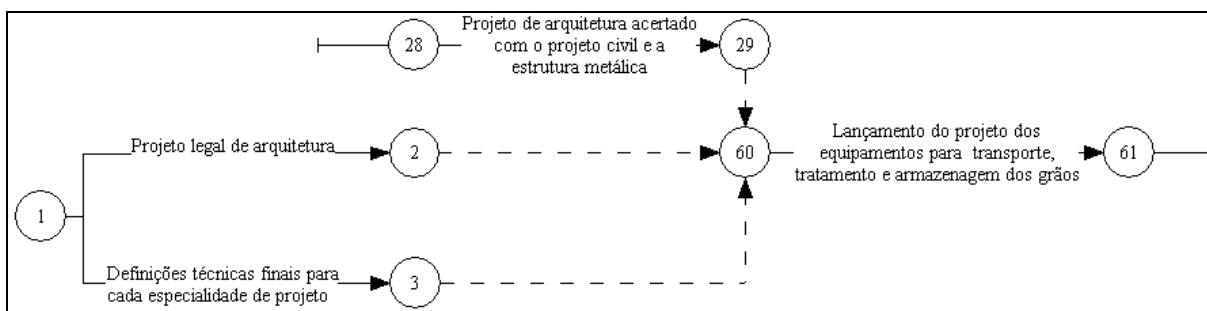 Projeto de arquitetura acertado
28
com o projeto civil e a
29
estrutura metálica
Projeto legal de arquitetura
2
60
Lançamento do projeto dos
equipamentos para transporte,
tratamento e armazenagem dos grãos
61
1
Definições técnicas finais para
cada especialidade de projeto
3